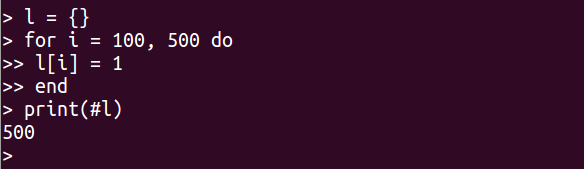 > l = {}
> for i = 100, 500 do
>> l[i] = 1
>> end
> print(#l)
500
>